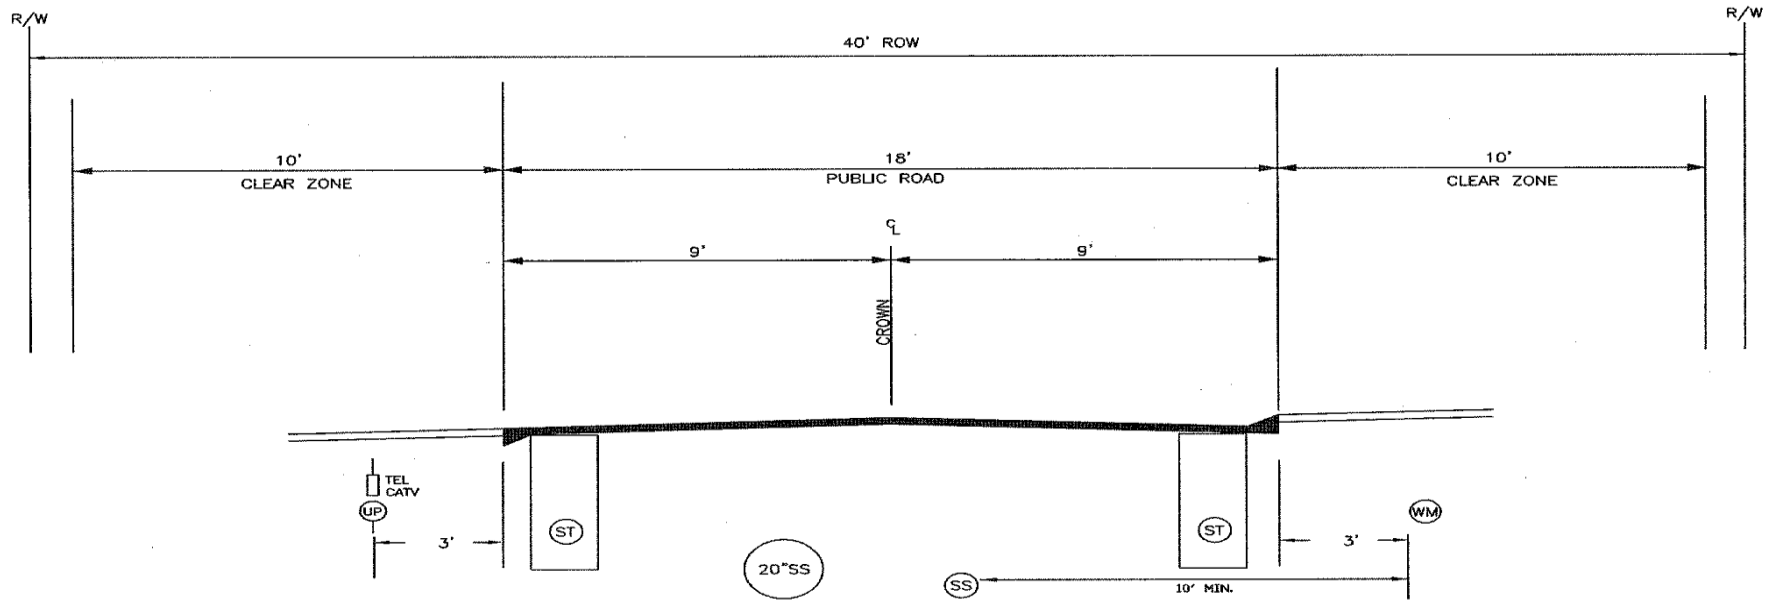 R/W
R/W
40' ROW
10'
CLEAR ZONE
18'
PUBLIC ROAD
10'
CLEAR ZONE
℄
9'
9'
CROWN
TEL
CATV
UP
3'
ST
20"SS
SS
ST
3'
WM
10' MIN.